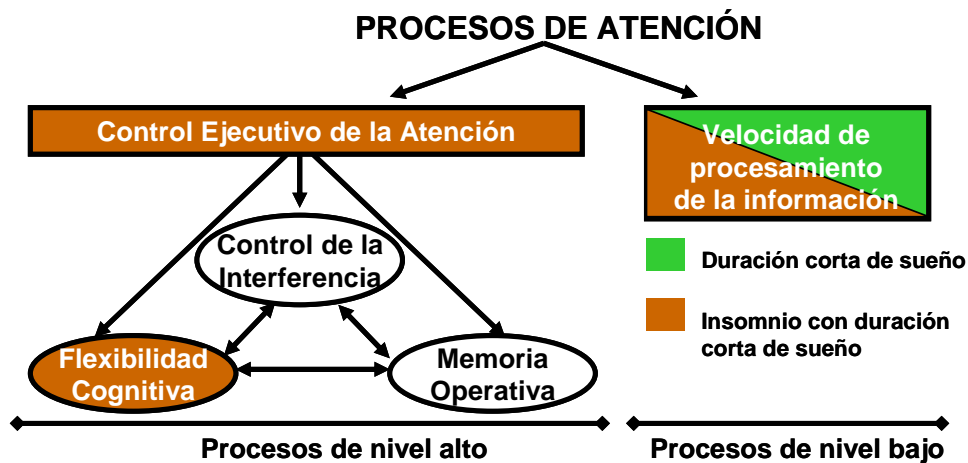 PROCESOS DE ATENCIÓN
Control Ejecutivo de la Atención
Control de la
Interferencia
Flexibilidad
Cognitiva
Memoria
Operativa
Procesos de nivel alto
Velocidad de
procesamiento
de la información
Duración corta de sueño
Insomnio con duración
corta de sueño
Procesos de nivel bajo